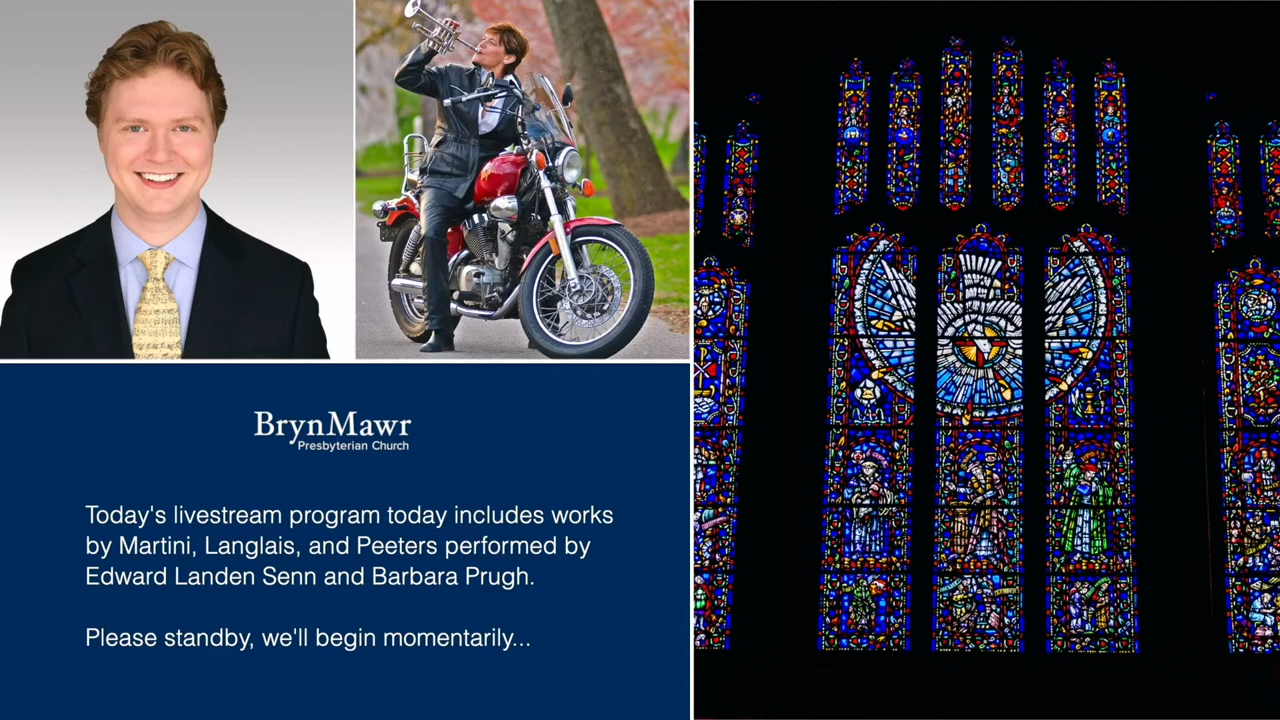 BrynMawr
Presbyterian Church
Today's livestream program today includes works
by Martini, Langlais, and Peeters performed by
Edward Landen Senn and Barbara Prugh.
Please standby, we'll begin momentarily...